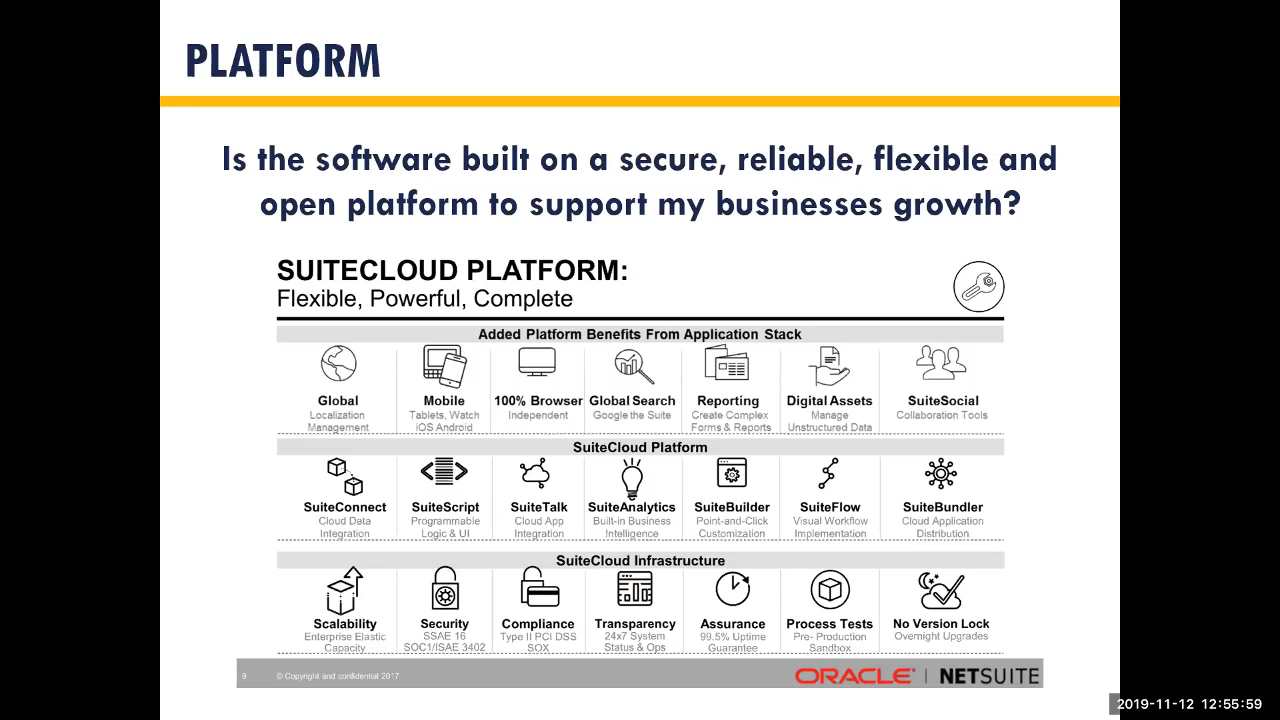 PLATFORM
Is the software built on a secure, reliable, flexible and
open platform to support my businesses growth?
SUITECLOUD PLATFORM:
Flexible, Powerful, Complete
Added Platform Benefits From Application Stack
Global Mobile 100% Browser Global Search Reporting Digital Assets SuiteSocial
Localization Tablets, Watch Independent Google the Suite Create Complex Manage Collaboration Tools
Management iOS Android Forms & Reports Unstructured Data
SuiteCloud Platform
SuiteConnect SuiteScript SuiteTalk SuiteAnalytics SuiteBuilder SuiteFlow SuiteBundler
Cloud Data Programmable Cloud App Built-in Business Point-and-Click Visual Workflow Cloud Application
Integration Logic & UI Integration Intelligence Customization Implementation Distribution
SuiteCloud Infrastructure
Scalability Security Compliance Transparency Assurance Process Tests No Version Lock
Enterprise Elastic SSAE 16 Type II PCI DSS 24x7 System 99.5% Uptime Pre- Production Overnight Upgrades
Capacity SOC1/ISAE 3402 SOX Status & Ops Guarantee Sandbox
9 © Copyright and confidential 2017 ORACLE® | NETSUITE
2019-11-12 12:55:59